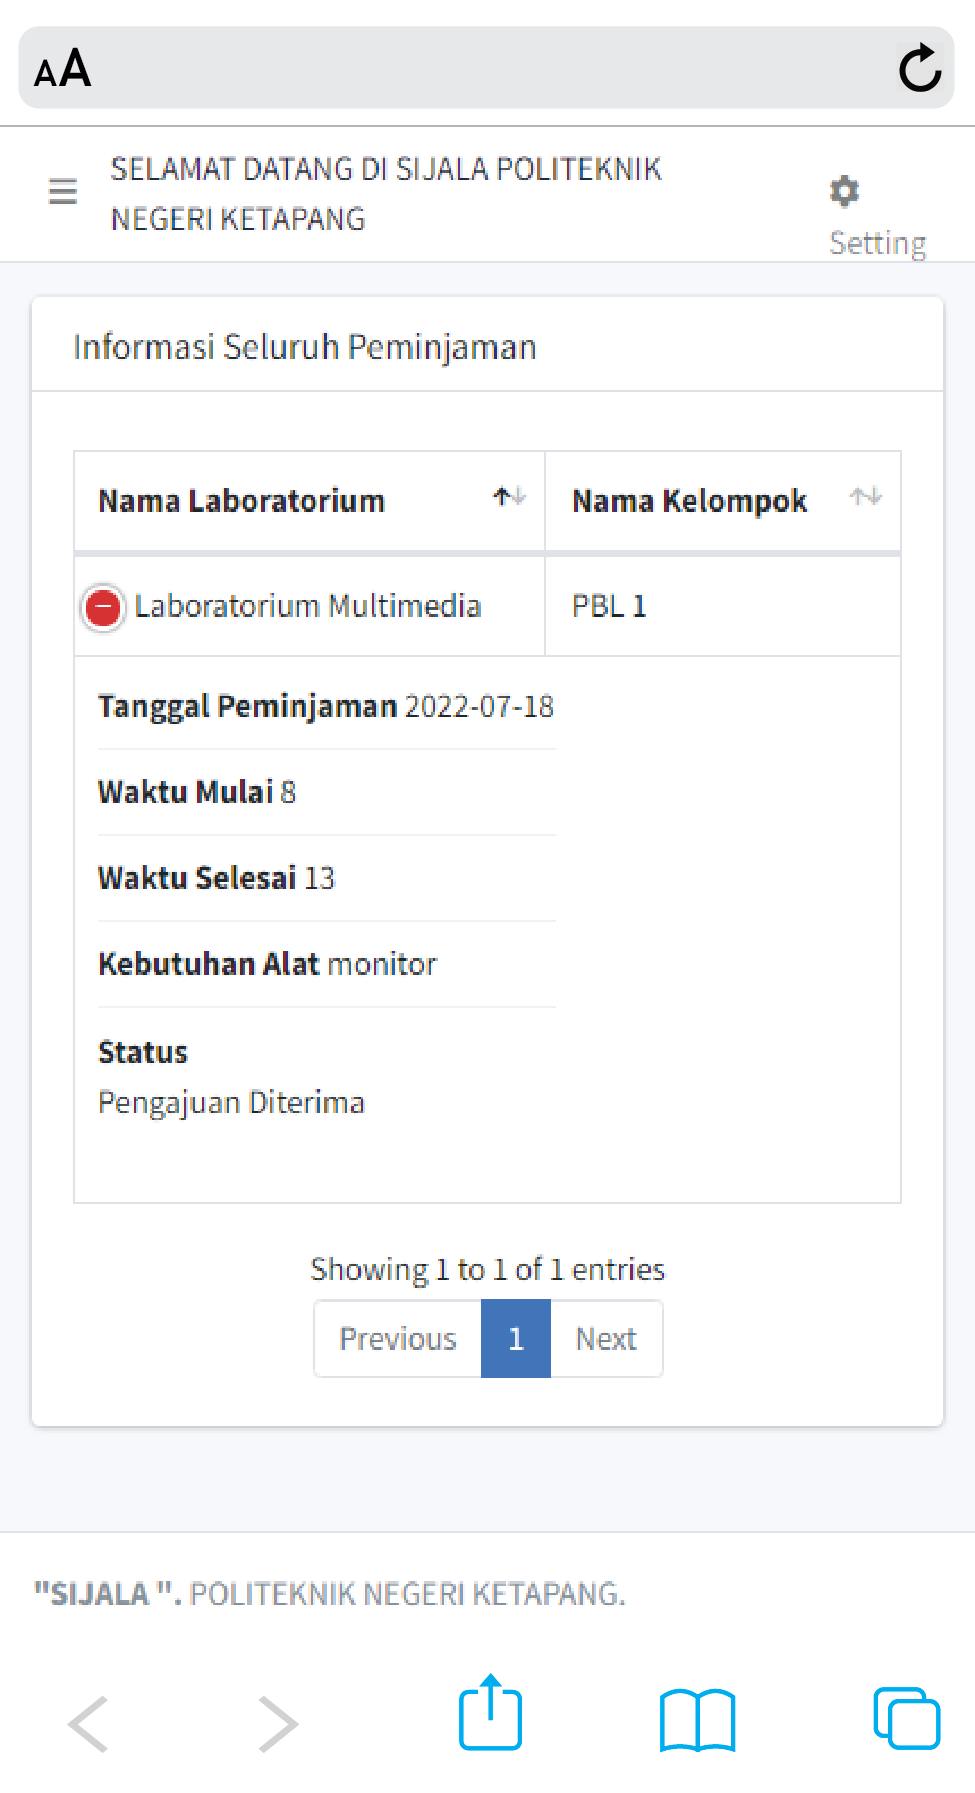 AA
SELAMAT DATANG DI SIJALA POLITEKNIK
NEGERI KETAPANG
Setting
Informasi Seluruh Peminjaman
Nama Laboratorium
Nama Kelompok
Laboratorium Multimedia
PBL 1
Tanggal Peminjaman 2022-07-18
Waktu Mulai 8
Waktu Selesai 13
Kebutuhan Alat monitor
Status
Pengajuan Diterima
Showing 1 to 1 of 1 entries
Previous 1 Next
"SIJALA ". POLITEKNIK NEGERI KETAPANG.